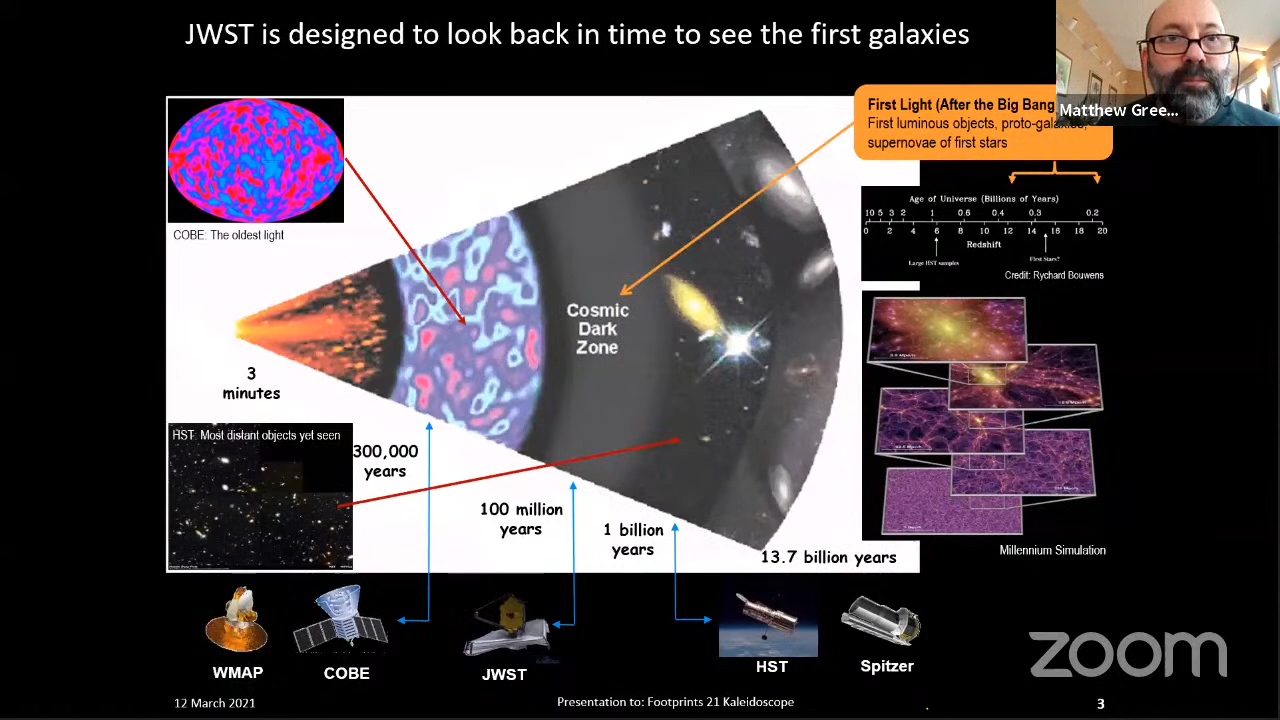 JWST is designed to look back in time to see the first galaxies
Matthew Gree...
First Light (After the Big Bang
First luminous objects, proto-galaxies,
supernovae of first stars
COBE: The oldest light
Age of Universe (Billions of Years)
10 5 3 2 1 0.6 0.4 0.3 0.2
0 2 4 6 8 10 12 14 16 18 20
Redshift
Large HST samples
First Stars?
Credit: Rychard Bouwens
Cosmic
Dark
Zone
3
minutes
HST: Most distant objects yet seen
300,000
years
100 million
years
1 billion
years
13.7 billion years
Millennium Simulation
WMAP
COBE
JWST
HST
Spitzer
zoom
12 March 2021
Presentation to: Footprints 21 Kaleidoscope
3